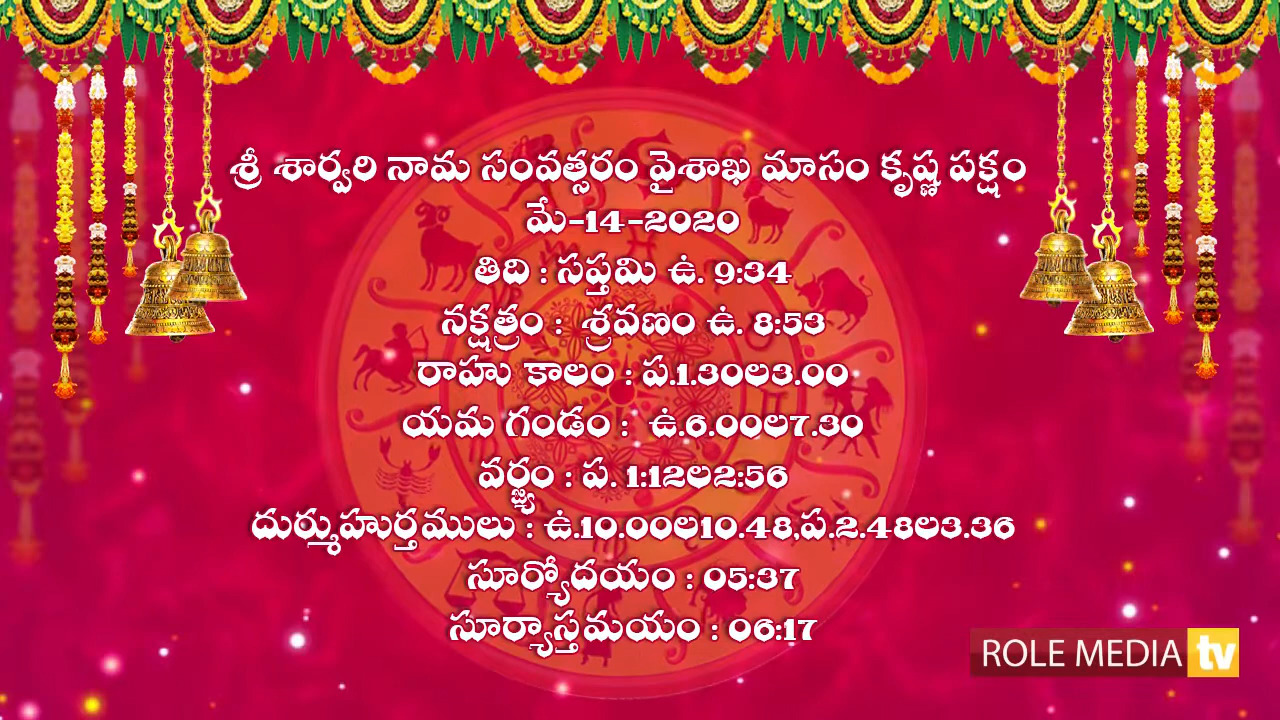 శ్రీ శార్వరి నామ సంవత్సరం వైశాఖ మాసం కృష్ణ పక్షం
మే-14-2020
తిది : సప్తమి ఉ. 9:34
నక్షత్రం : శ్రవణం ఉ. 8:53
రాహు కాలం : ప.1.30ల3.00
యమ గండం : ఉ.6.00ల7.30
వర్జ్యం : ప. 1:12ల2:56
దుర్ముహుర్తములు : ఉ.10.00ల10.48,ప.2.48ల3.36
సూర్యోదయం : 05:37
సూర్యాస్తమయం : 06:17
ROLE MEDIA tv